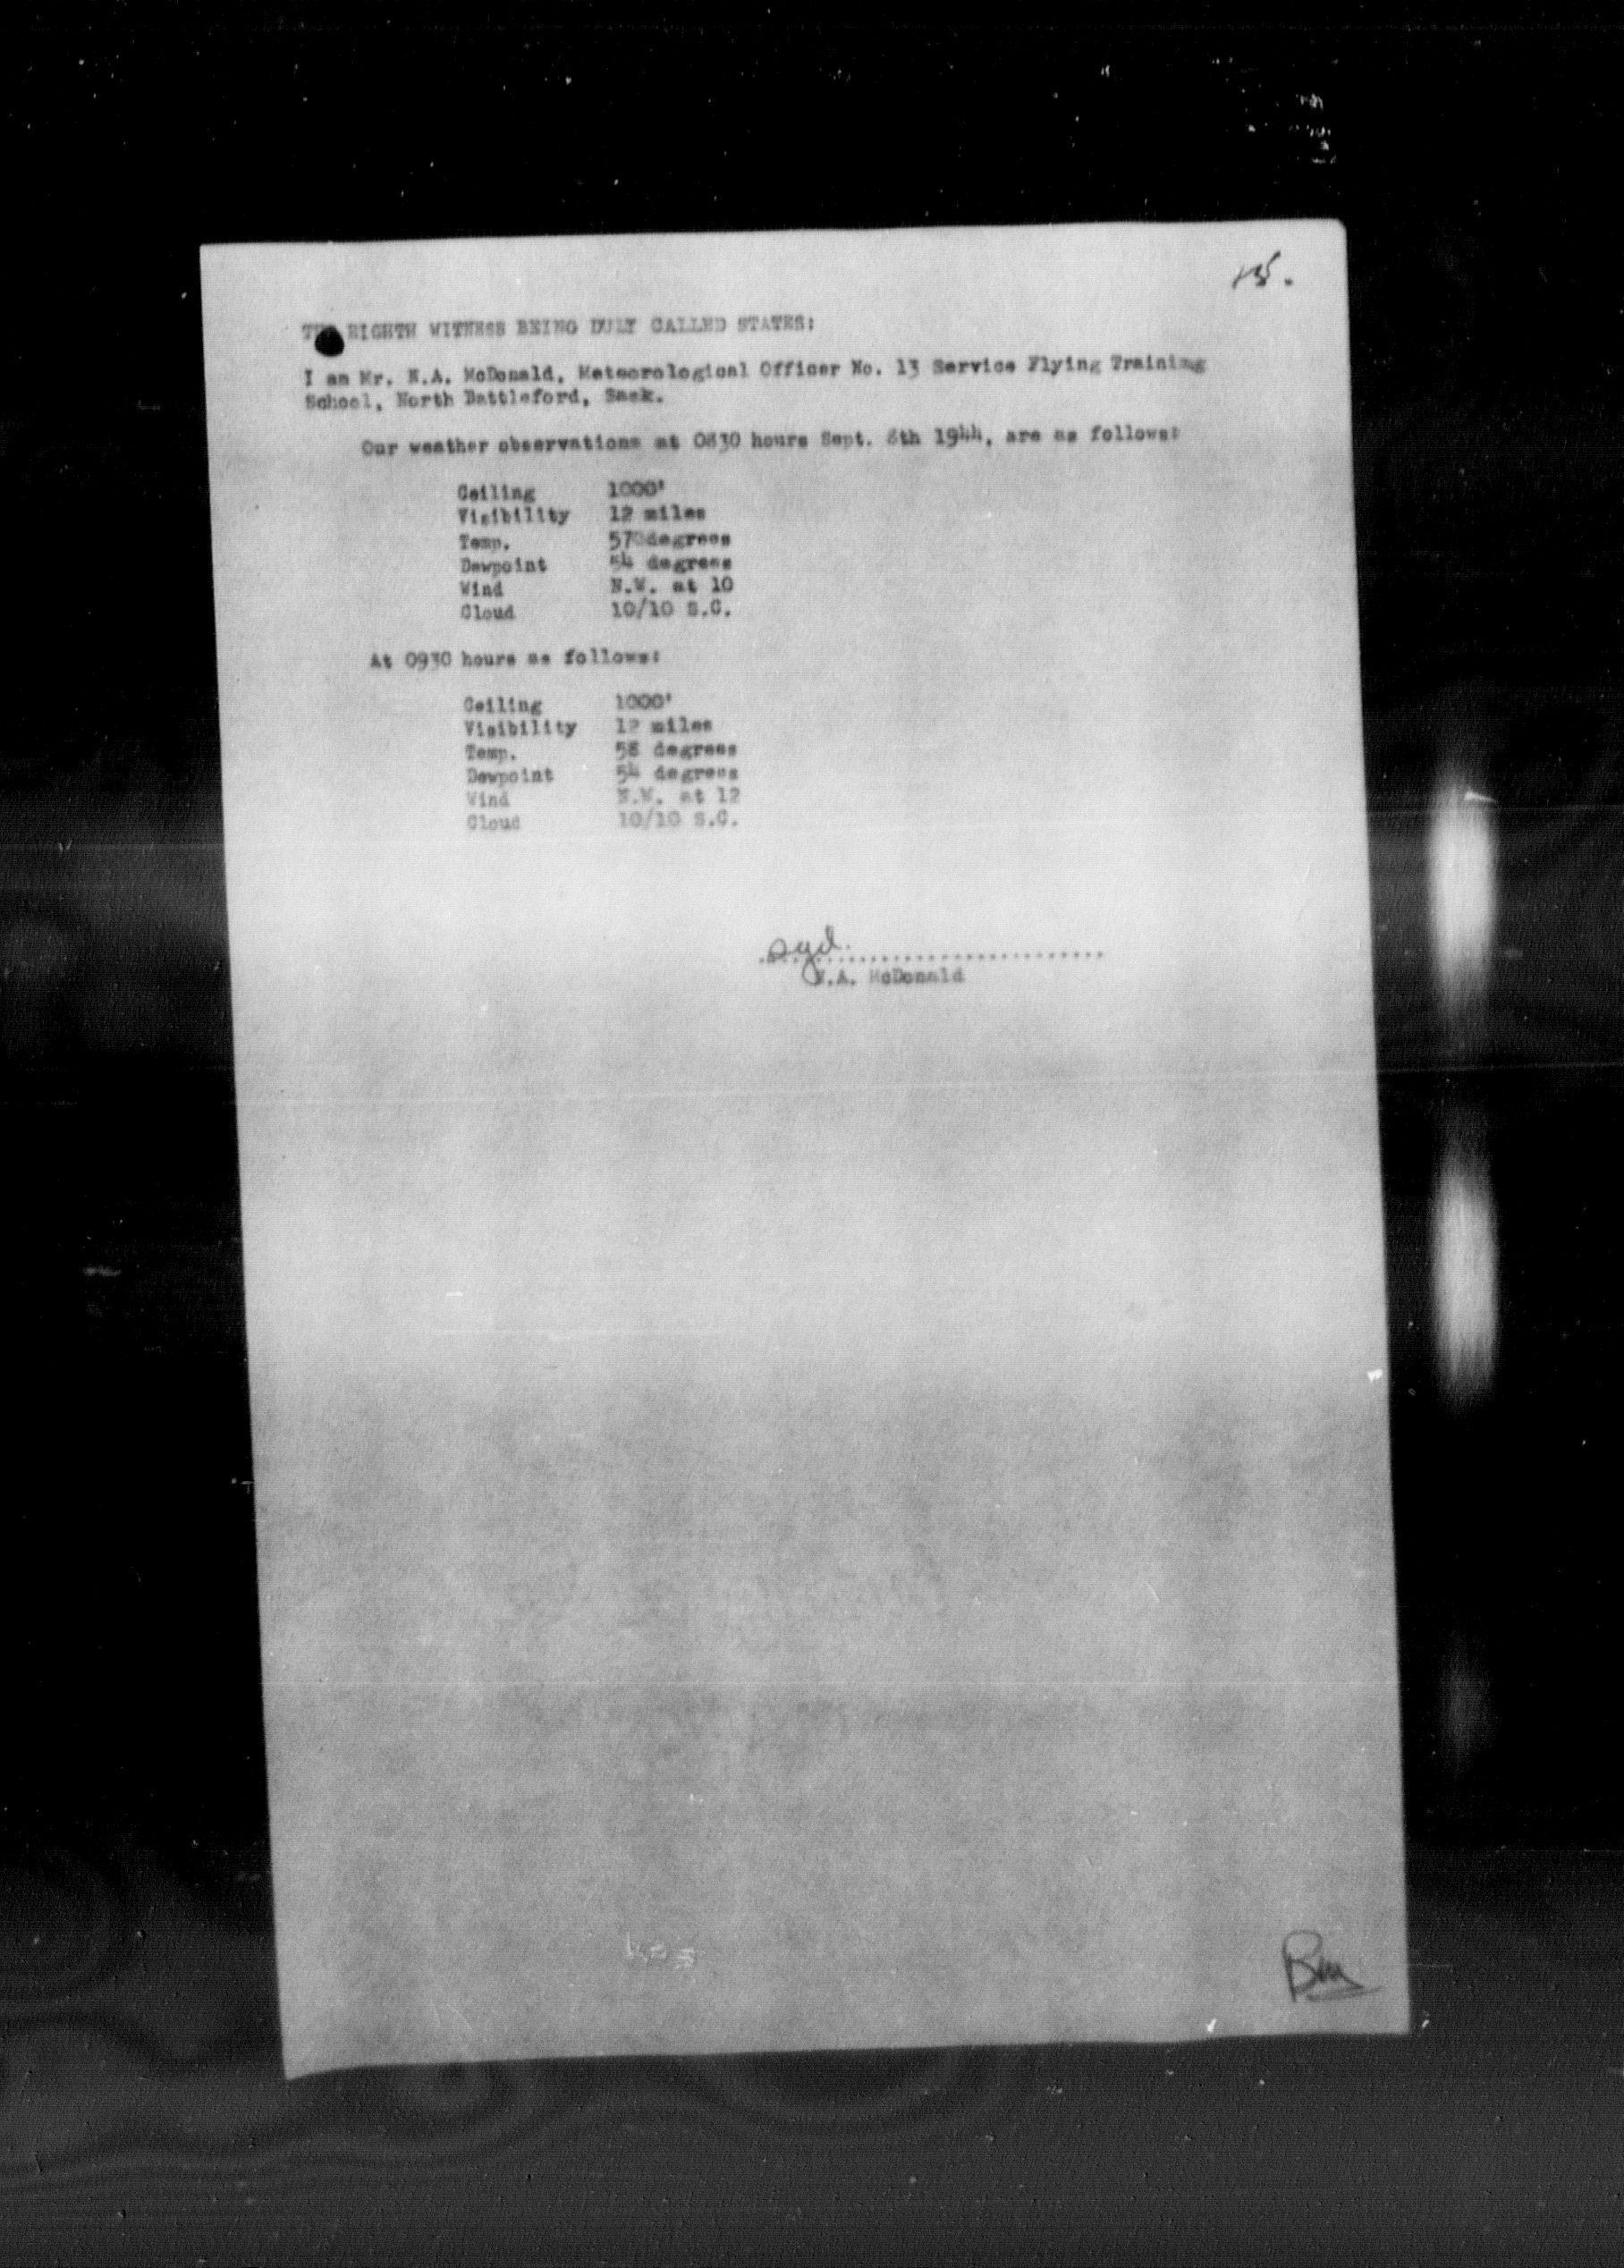 15.
THE EIGHTH WITNESS BEING DULY CALLED STATES:
I am Mr. N.A. McDonald, Meteorological Officer No. 13 Service Flying Training
School, North Battleford, Sask.
Our weather observations at 0830 hours Sept. 8th 1944, are as follows:
Ceiling 1000'
Visibility 12 miles
Temp. 57 degrees
Dewpoint 54 degrees
Wind N.W. at 10
Cloud 10/10 S.C.
At 0930 hours as follows:
Ceiling 1000'
Visibility 12 miles
Temp. 58 degrees
Dewpoint 54 degrees
Wind N.W. at 12
Cloud 10/10 S.C.
sgd.
N.A. McDonald